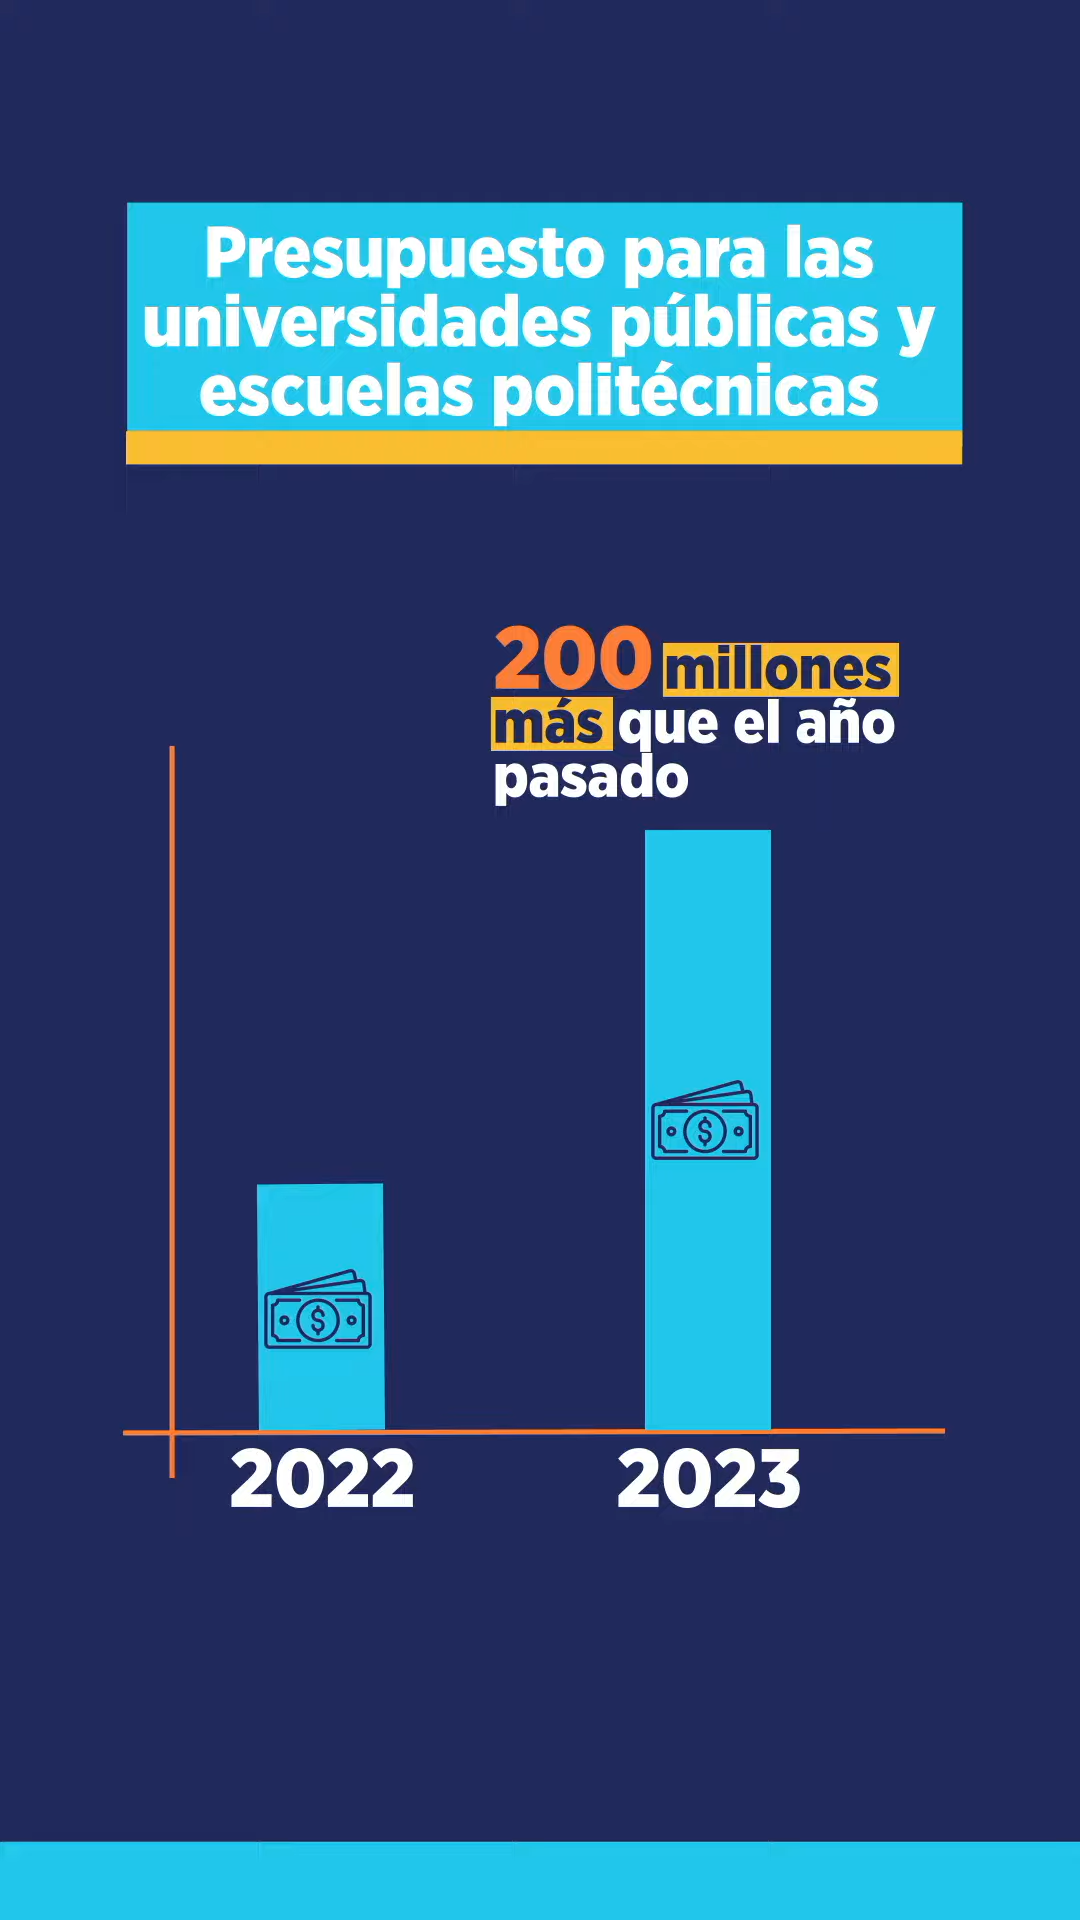 Presupuesto para las
universidades públicas y
escuelas politécnicas
200 millones
más que el año
pasado
2022
2023